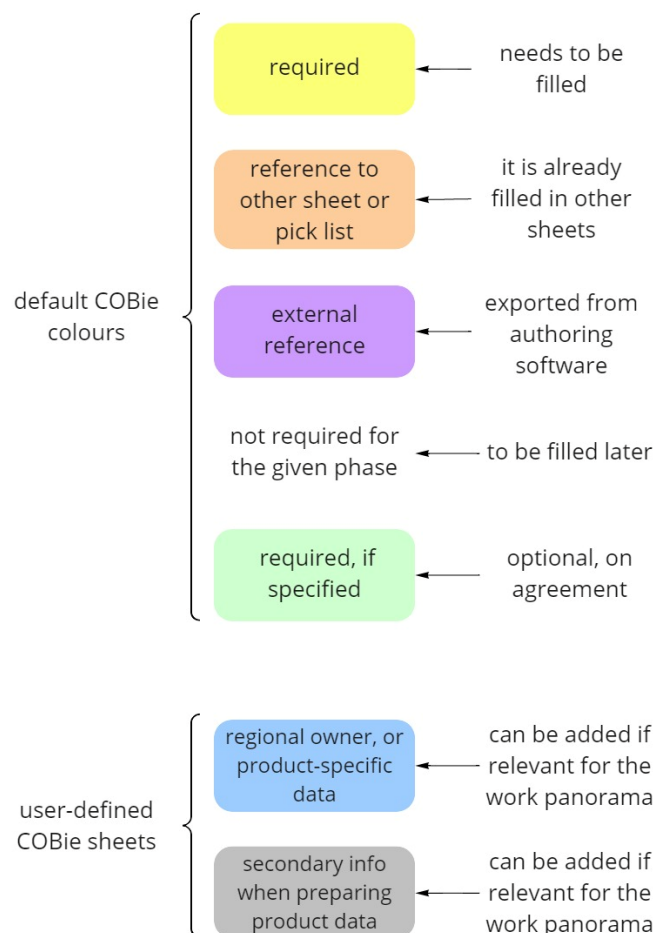 required
needs to be
filled
reference to
other sheet or
pick list
it is already
filled in other
sheets
default COBie
colours
external
reference
exported from
authoring
software
not required for
the given phase
to be filled later
required, if
specified
optional, on
agreement
user-defined
COBie sheets
regional owner, or
product-specific
data
can be added if
relevant for the
work panorama
secondary info
when preparing
product data
can be added if
relevant for the
work panorama